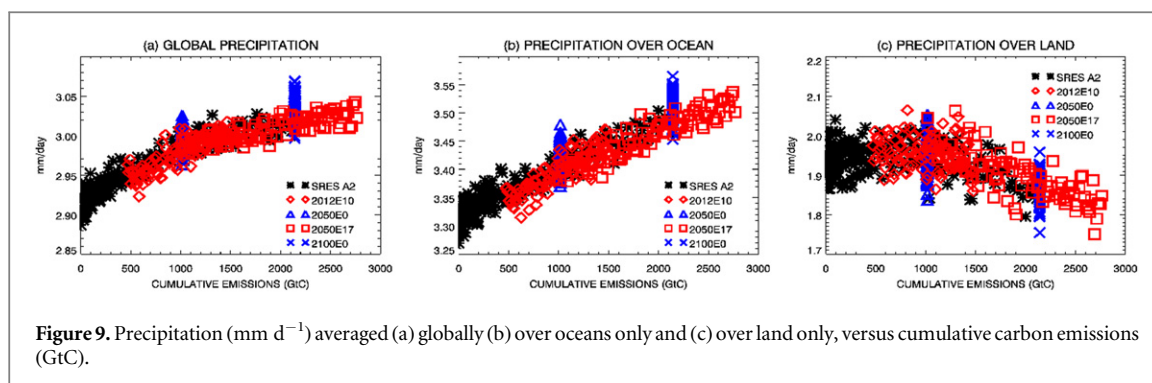 (a) GLOBAL PRECIPITATION
mm/day
3.10
3.05
3.00
2.95
2.90
2.85
SRES A2
2012E10
2050E0
2050E17
2100E0
0 500 1000 1500 2000 2500 3000
CUMULATIVE EMISSIONS (GtC)
(b) PRECIPITATION OVER OCEAN
mm/day
3.60
3.55
3.50
3.45
3.40
3.35
3.30
3.25
SRES A2
2012E10
2050E0
2050E17
2100E0
0 500 1000 1500 2000 2500 3000
CUMULATIVE EMISSIONS (GtC)
(c) PRECIPITATION OVER LAND
mm/day
2.2
2.1
2.0
1.9
1.8
1.7
SRES A2
2012E10
2050E0
2050E17
2100E0
0 500 1000 1500 2000 2500 3000
CUMULATIVE EMISSIONS (GtC)
Figure 9. Precipitation (mm d⁻¹) averaged (a) globally (b) over oceans only and (c) over land only, versus cumulative carbon emissions
(GtC).